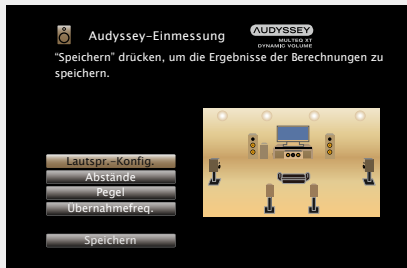 Audyssey-Einmessung
AUDYSSEY
MULTEQ XT
DYNAMIC VOLUME
"Speichern" drücken, um die Ergebnisse der Berechnungen zu
speichern.
Lautspr.-Konfig.
Abstände
Pegel
Übernahmefreq.
Speichern